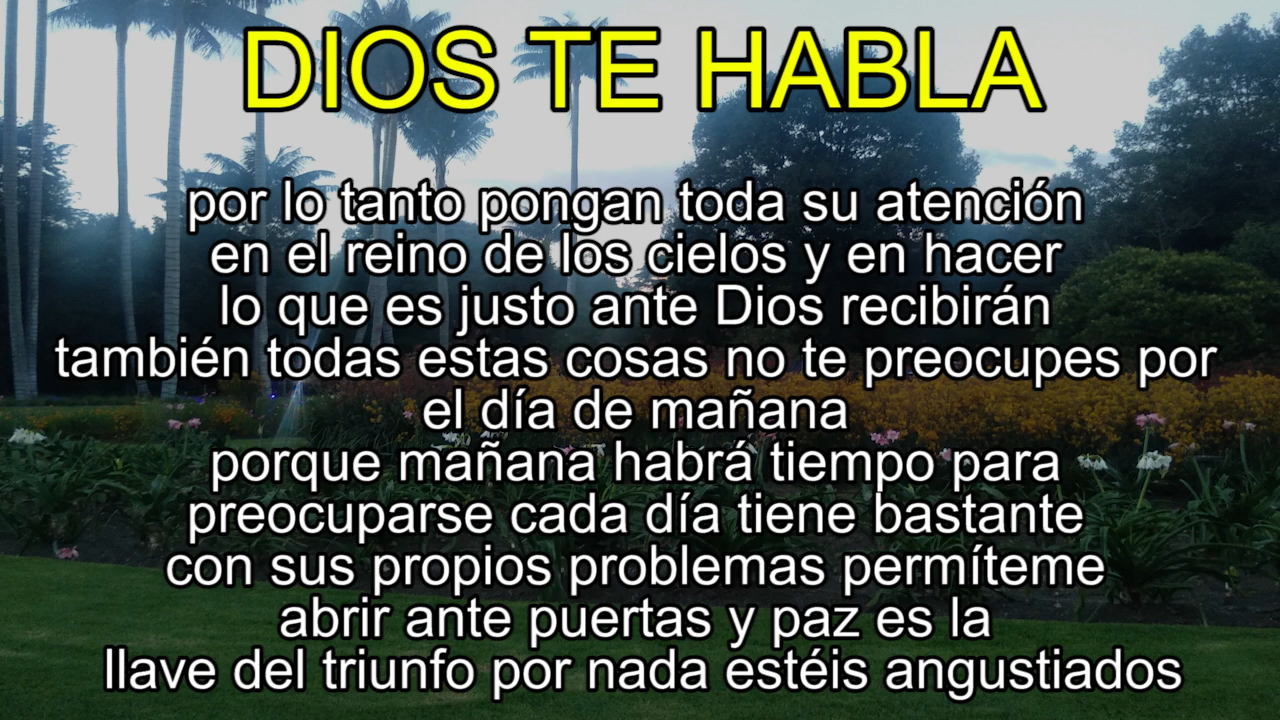 DIOS TE HABLA
por lo tanto pongan toda su atención
en el reino de los cielos y en hacer
lo que es justo ante Dios recibirán
también todas estas cosas no te preocupes por
el día de mañana
porque mañana habrá tiempo para
preocuparse cada día tiene bastante
con sus propios problemas permíteme
abrir ante puertas y paz es la
llave del triunfo por nada estéis angustiados